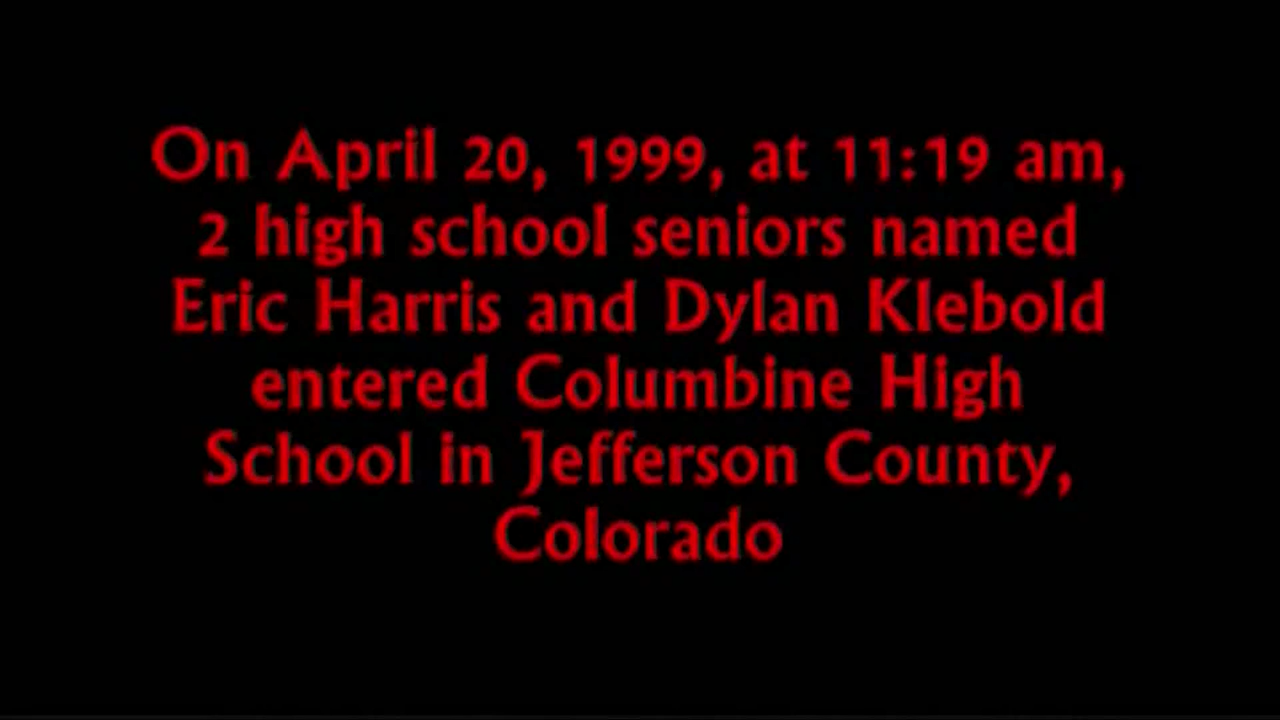 On April 20, 1999, at 11:19 am,
2 high school seniors named
Eric Harris and Dylan Klebold
entered Columbine High
School in Jefferson County,
Colorado